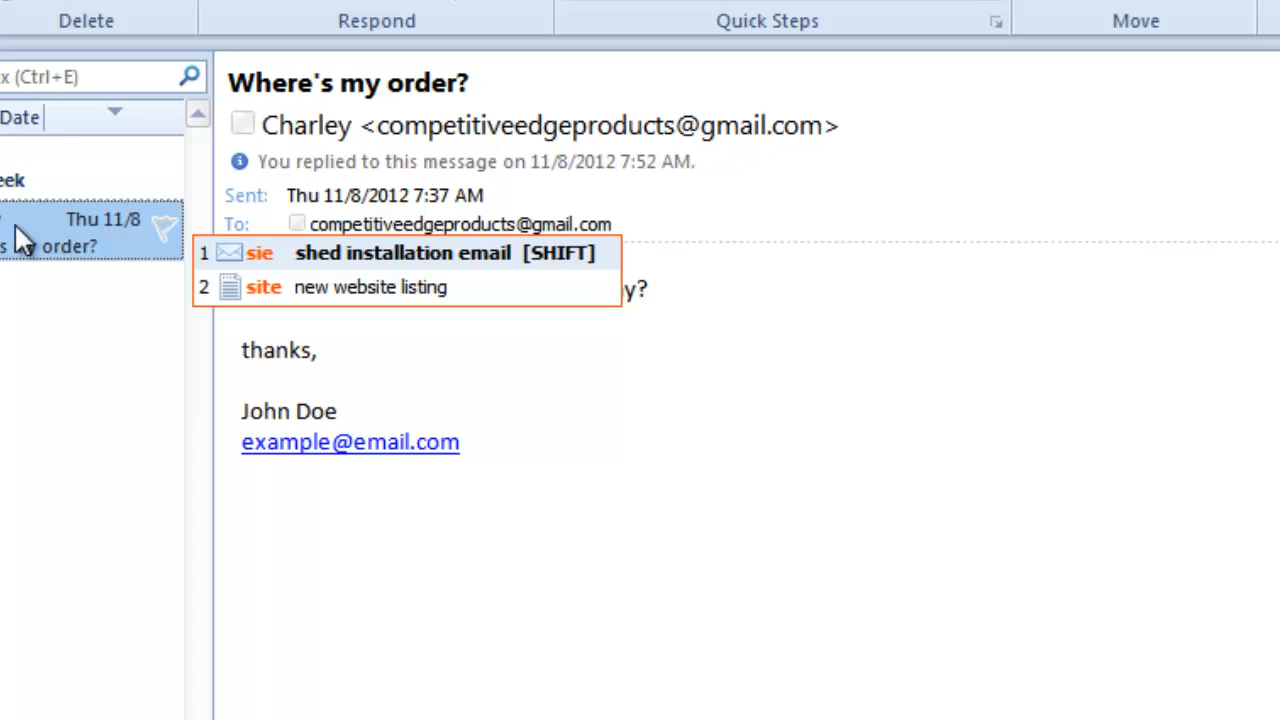 Delete Respond Quick Steps Move
x (Ctrl+E)
Date
eek
Thu 11/8
s my order?
Where's my order?
Charley <competitiveedgeproducts@gmail.com>
You replied to this message on 11/8/2012 7:52 AM.
Sent: Thu 11/8/2012 7:37 AM
To: competitiveedgeproducts@gmail.com
1 sie shed installation email [SHIFT]
2 site new website listing
y?
thanks,
John Doe
example@email.com